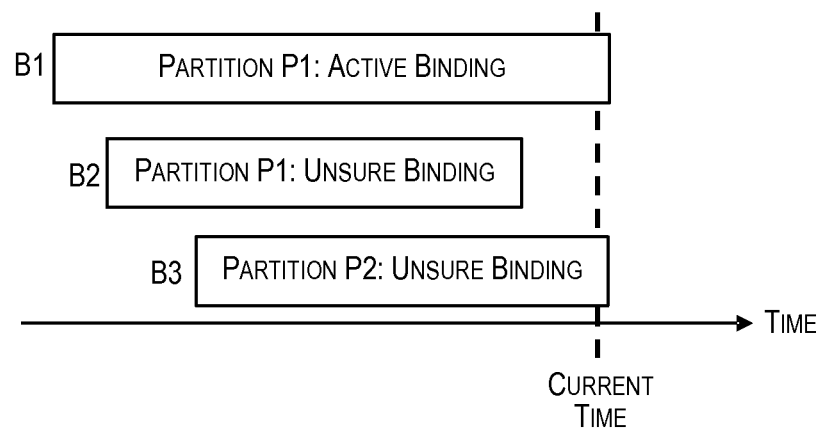 B1 PARTITION P1: ACTIVE BINDING
B2 PARTITION P1: UNSURE BINDING
B3 PARTITION P2: UNSURE BINDING
TIME
CURRENT
TIME